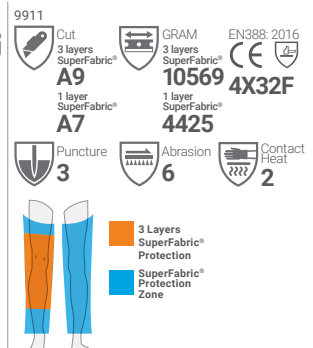 9911
Cut
3 layers
SuperFabric®
A9
1 layer
SuperFabric®
A7
GRAM
3 layers
SuperFabric®
10569
1 layer
SuperFabric®
4425
EN388: 2016
CE
4X32F
Puncture
3
Abrasion
6
Contact
Heat
2
3 Layers
SuperFabric®
Protection
SuperFabric®
Protection
Zone